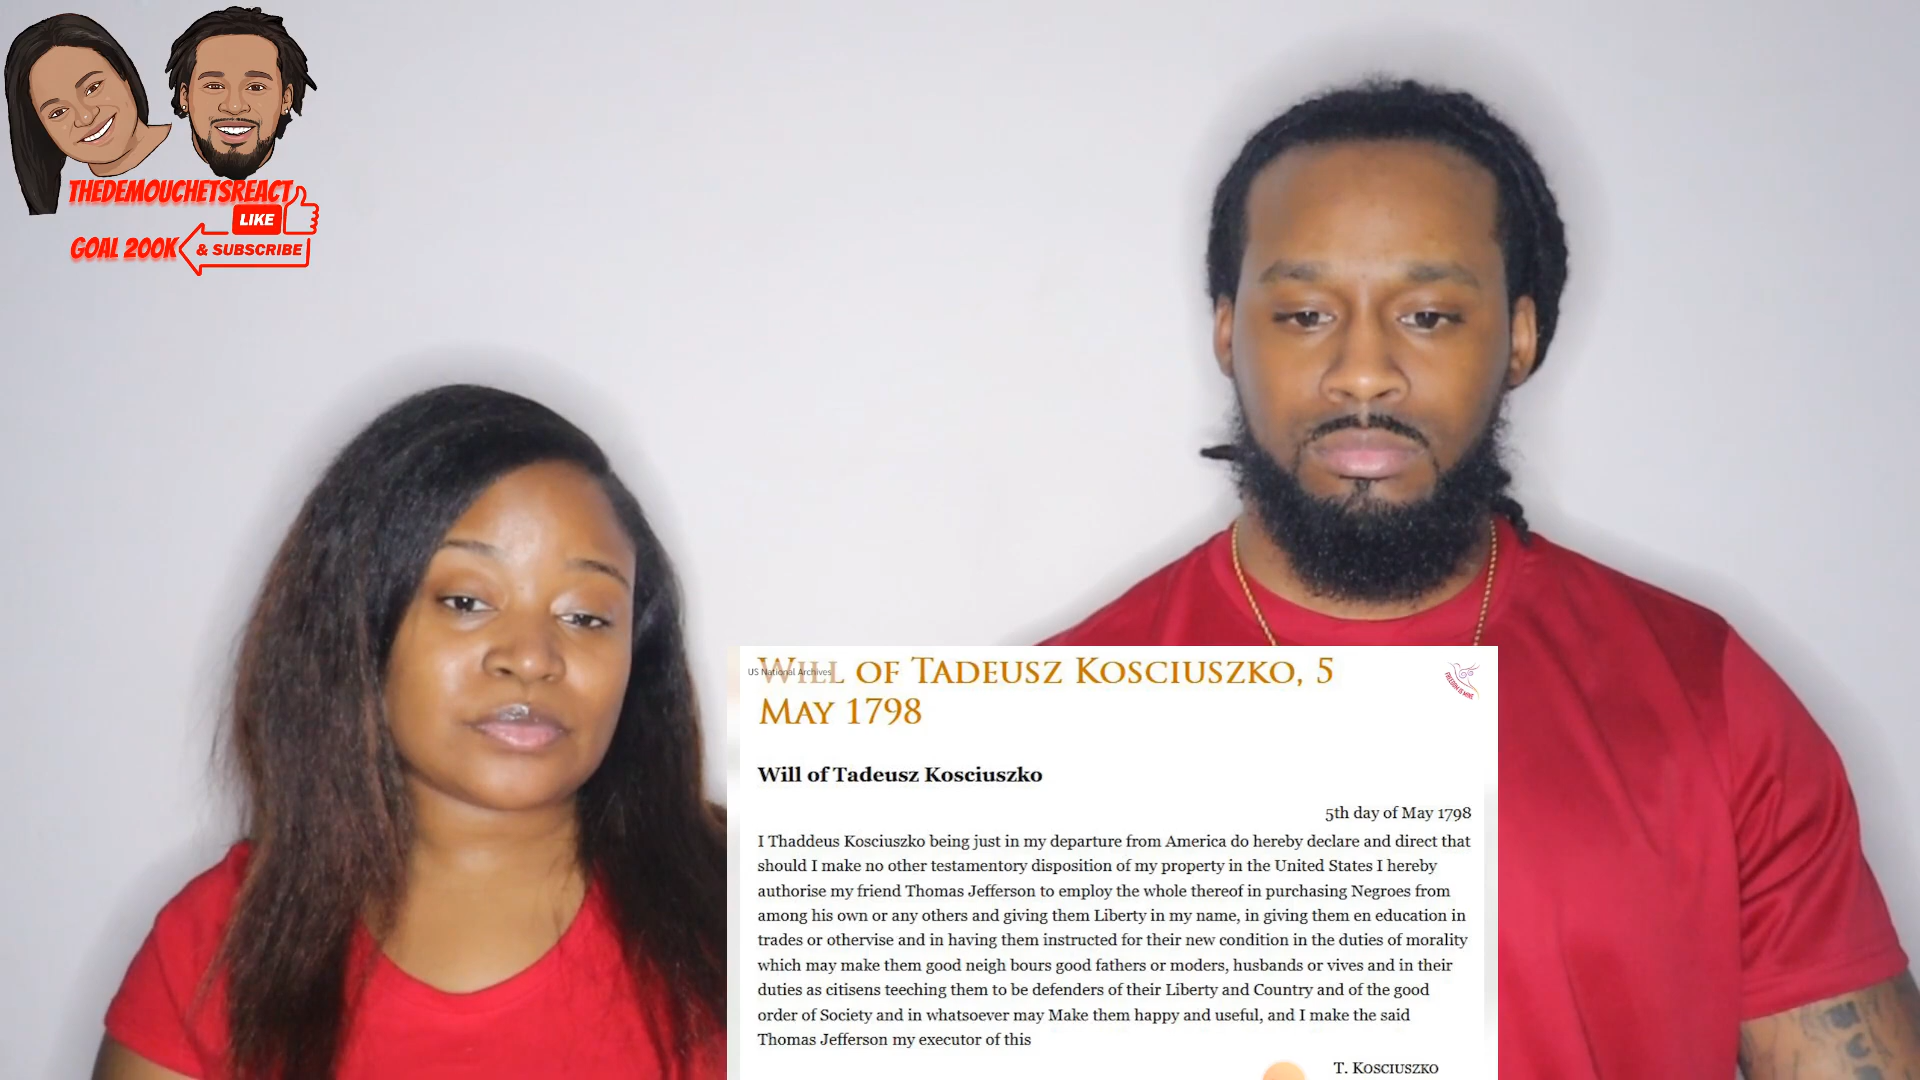 THEDEMOUCHETSREACT
LIKE
GOAL 200K & SUBSCRIBE
US National Archives
WILL OF TADEUSZ KOSCIUSZKO, 5
MAY 1798
FREEDOM IS MINE
Will of Tadeusz Kosciuszko
5th day of May 1798
I Thaddeus Kosciuszko being just in my departure from America do hereby declare and direct that
should I make no other testamentory disposition of my property in the United States I hereby
authorise my friend Thomas Jefferson to employ the whole thereof in purchasing Negroes from
among his own or any others and giving them Liberty in my name, in giving them en education in
trades or othervise and in having them instructed for their new condition in the duties of morality
which may make them good neigh bours good fathers or moders, husbands or vives and in their
duties as citisens teeching them to be defenders of their Liberty and Country and of the good
order of Society and in whatsoever may Make them happy and useful, and I make the said
Thomas Jefferson my executor of this
T. KOSCIUSZKO